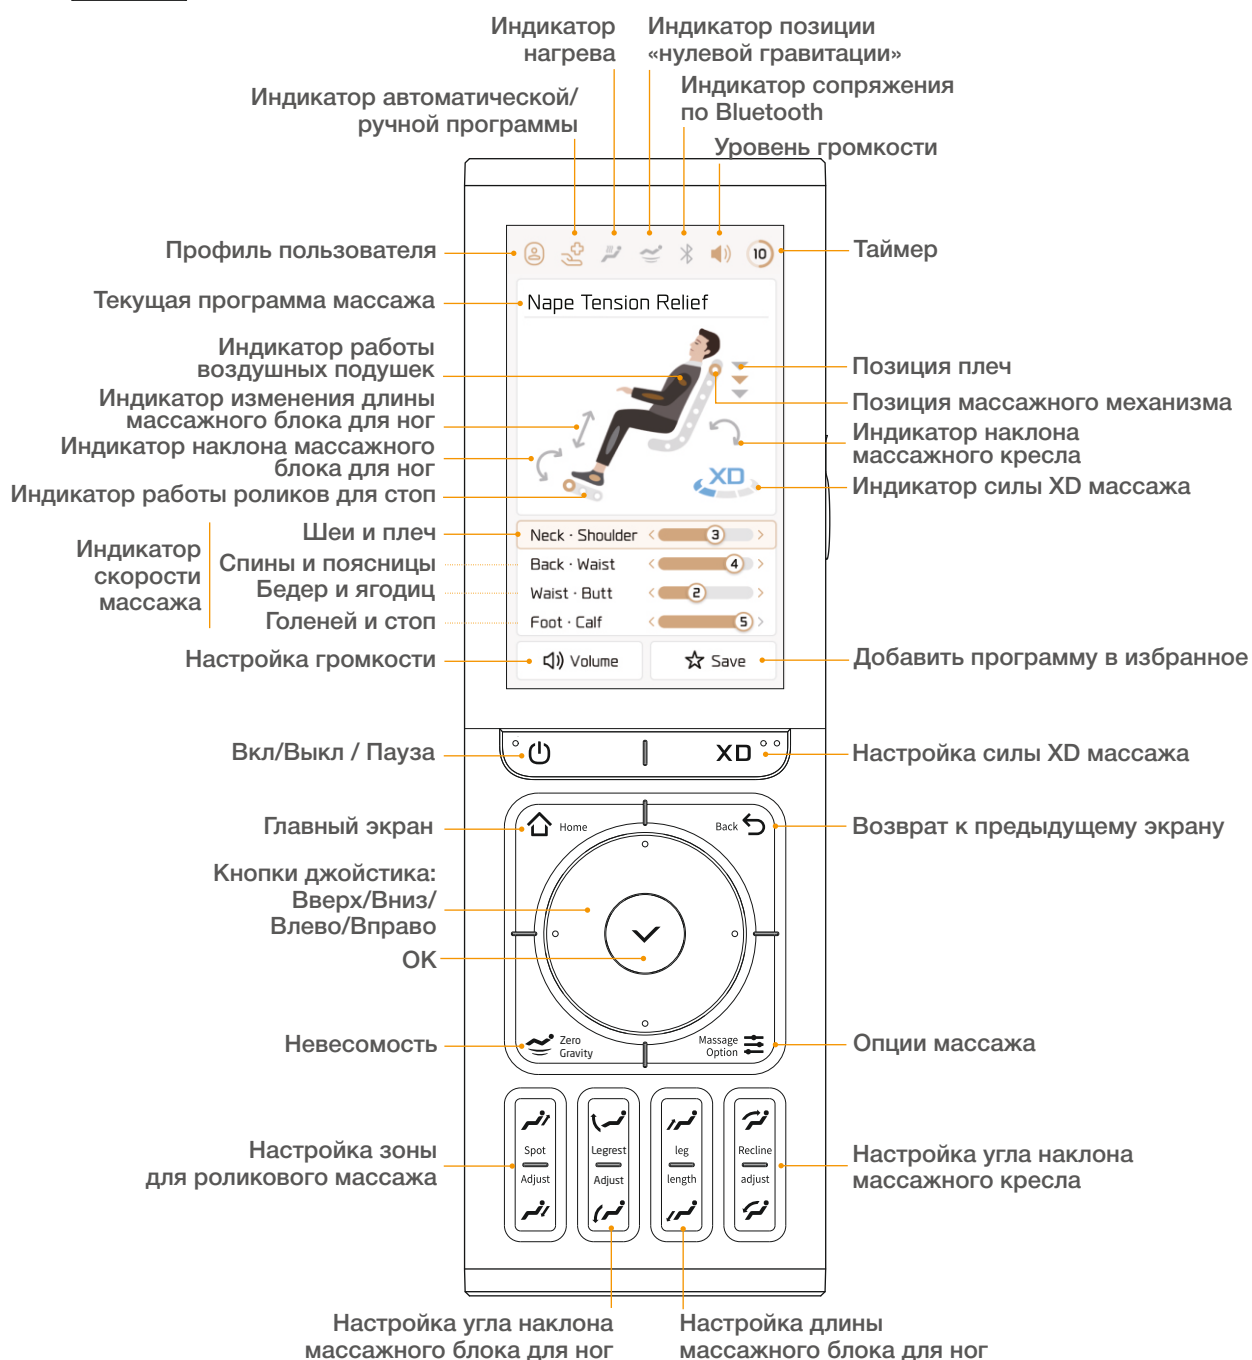 Индикатор
нагрева
Индикатор позиции
«нулевой гравитации»
Индикатор автоматической/
ручной программы
Индикатор сопряжения
по Bluetooth
Уровень громкости
Профиль пользователя
10
Таймер
Текущая программа массажа
Nape Tension Relief
Индикатор работы
воздушных подушек
Индикатор изменения длины
массажного блока для ног
Индикатор наклона массажного
блока для ног
Индикатор работы роликов для стоп
Позиция плеч
Позиция массажного механизма
Индикатор наклона
массажного кресла
XD
Индикатор силы XD массажа
Индикатор
скорости
массажа
Шеи и плеч
Neck · Shoulder
3
Спины и поясницы
Back · Waist
4
Бедер и ягодиц
Waist · Butt
2
Голеней и стоп
Foot · Calf
5
Настройка громкости
Volume
Save
Добавить программу в избранное
Вкл/Выкл / Пауза
XD
Настройка силы XD массажа
Главный экран
Home
Back
Возврат к предыдущему экрану
Кнопки джойстика:
Вверх/Вниз/
Влево/Вправо
ОК
Невесомость
Zero
Gravity
Massage
Option
Опции массажа
Настройка зоны
для роликового массажа
Spot
Adjust
Legrest
Adjust
leg
length
Recline
adjust
Настройка угла наклона
массажного кресла
Настройка угла наклона
массажного блока для ног
Настройка длины
массажного блока для ног